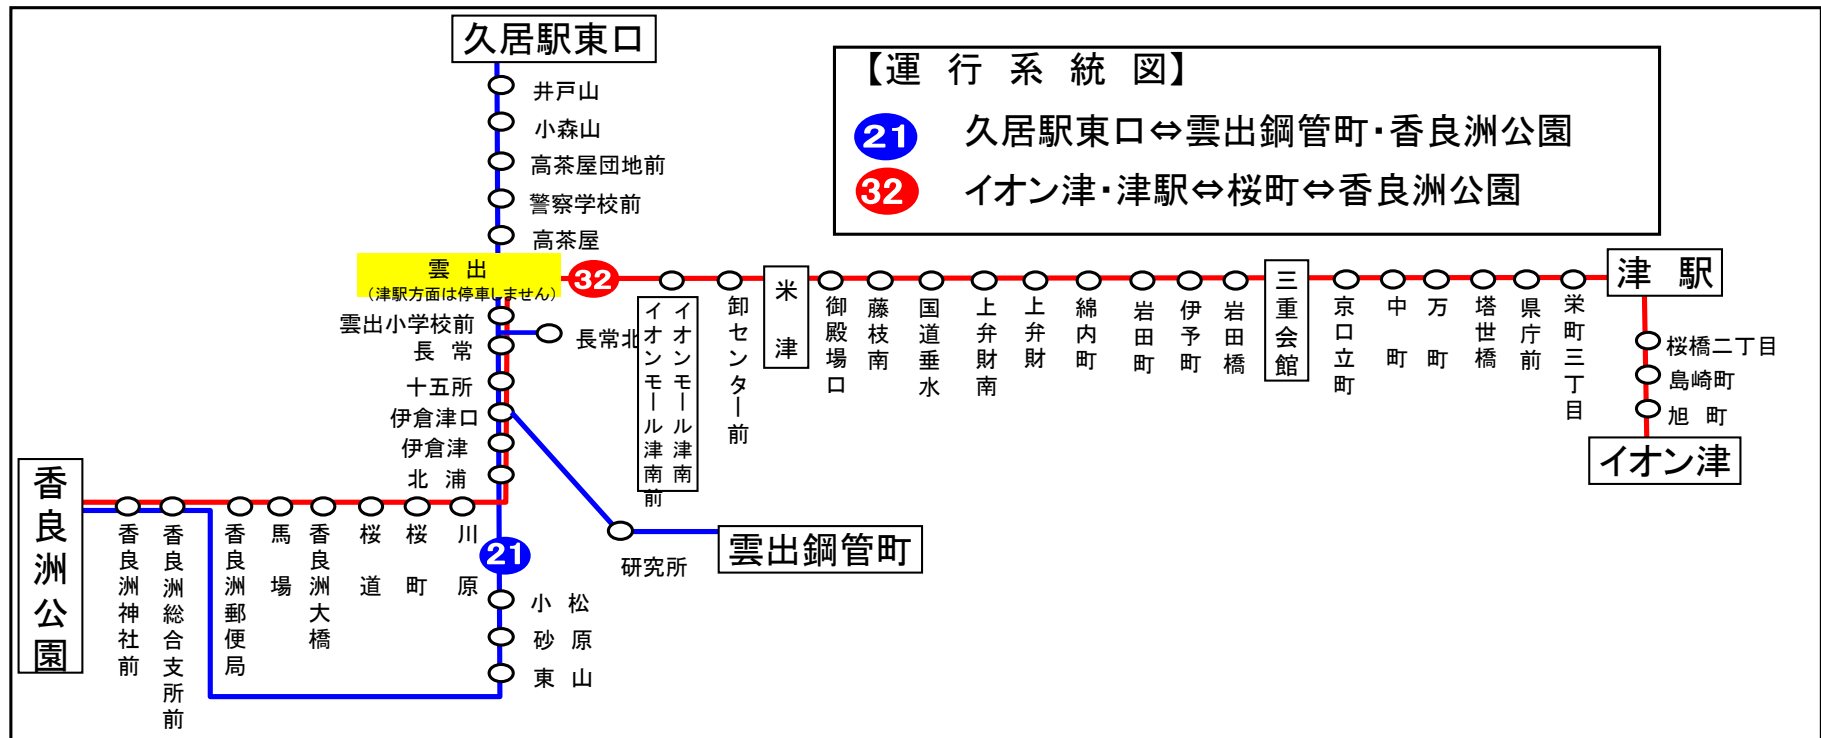 久居駅東口
【運行系統図】
21 久居駅東口⇔雲出鋼管町・香良洲公園
32 イオン津・津駅⇔桜町⇔香良洲公園
井戸山
小森山
高茶屋団地前
警察学校前
高茶屋
雲出
（津駅方面は停車しません）
32
雲出小学校前
長常北
長常
十五所
伊倉津口
伊倉津
北浦
イオンモール津南前
イオンモール津南
卸センター前
米津
御殿場口
藤枝南
国道垂水
上弁財南
上弁財
綿内町
岩田町
伊予町
岩田橋
三重会館
京口立町
中町
万町
塔世橋
県庁前
栄町三丁目
津駅
桜橋二丁目
島崎町
旭町
イオン津
香良洲公園
香良洲神社前
香良洲総合支所前
香良洲郵便局
馬場
香良洲大橋
桜道
桜町
川原
21
研究所
雲出鋼管町
小松
砂原
東山